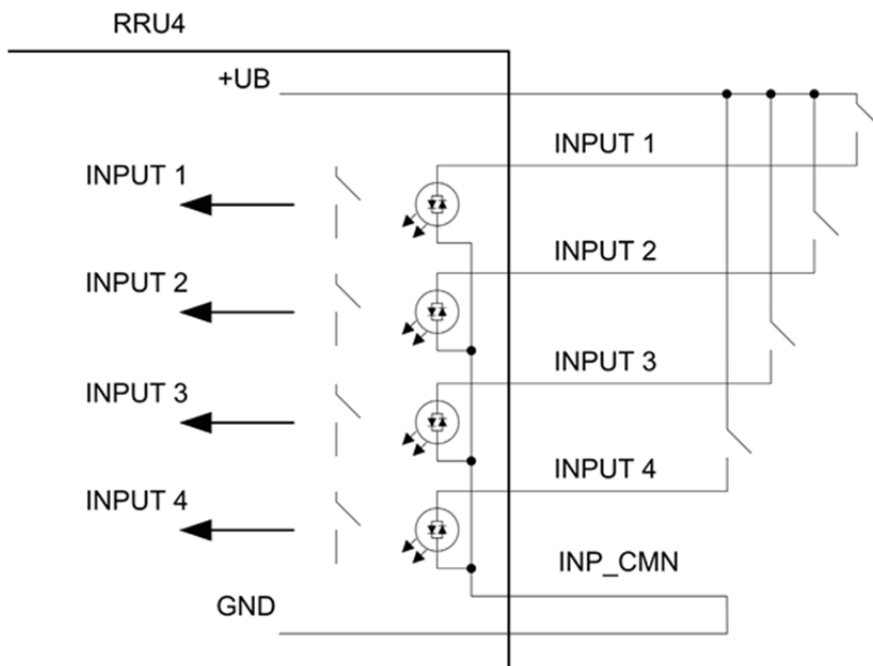 RRU4
+UB
INPUT 1
INPUT 1
INPUT 2
INPUT 2
INPUT 3
INPUT 3
INPUT 4
INPUT 4
INP_CMN
GND